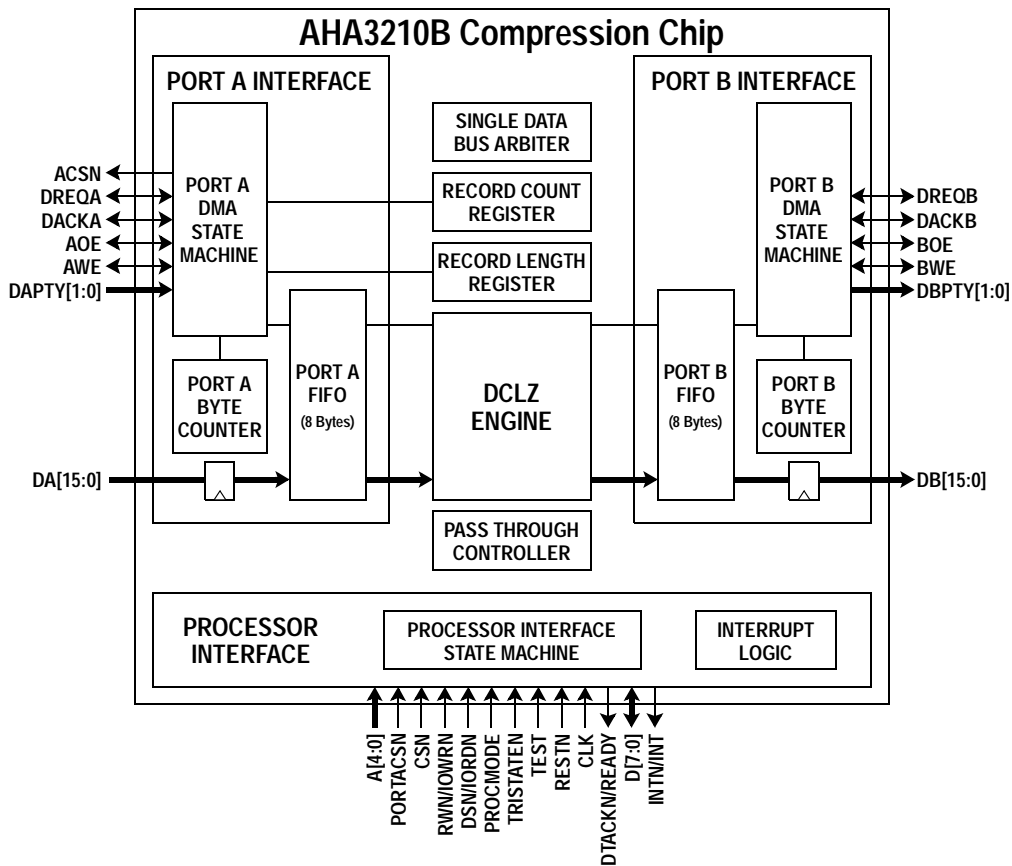 AHA3210B Compression Chip
PORT A INTERFACE
PORT B INTERFACE
PORT A
DMA
STATE
MACHINE
SINGLE DATA
BUS ARBITER
RECORD COUNT
REGISTER
RECORD LENGTH
REGISTER
PORT B
DMA
STATE
MACHINE
ACSN
DREQA
DACKA
AOE
AWE
DAPTY[1:0]
DREQB
DACKB
BOE
BWE
DBPTY[1:0]
PORT A
BYTE
COUNTER
PORT A
FIFO
(8 Bytes)
DCLZ
ENGINE
PORT B
FIFO
(8 Bytes)
PORT B
BYTE
COUNTER
DA[15:0]
DB[15:0]
PASS THROUGH
CONTROLLER
PROCESSOR
INTERFACE
PROCESSOR INTERFACE
STATE MACHINE
INTERRUPT
LOGIC
A[4:0]
PORTACSN
CSN
RWN/IOWRN
DSN/IORDN
PROCMODE
TRISTATEN
TEST
RESTN
CLK
DTACKN/READY
D[7:0]
INTN/INT